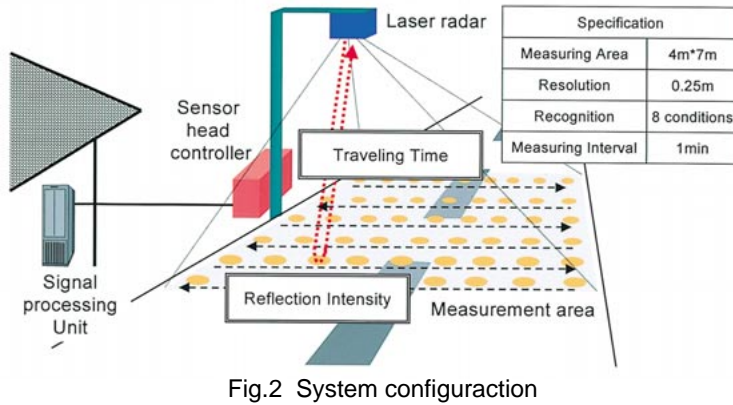 Laser radar
Specification
Measuring Area 4m*7m
Resolution 0.25m
Recognition 8 conditions
Measuring Interval 1min
Sensor
head
controller
Traveling Time
Signal
processing
Unit
Reflection Intensity
Measurement area
Fig.2 System configuraction